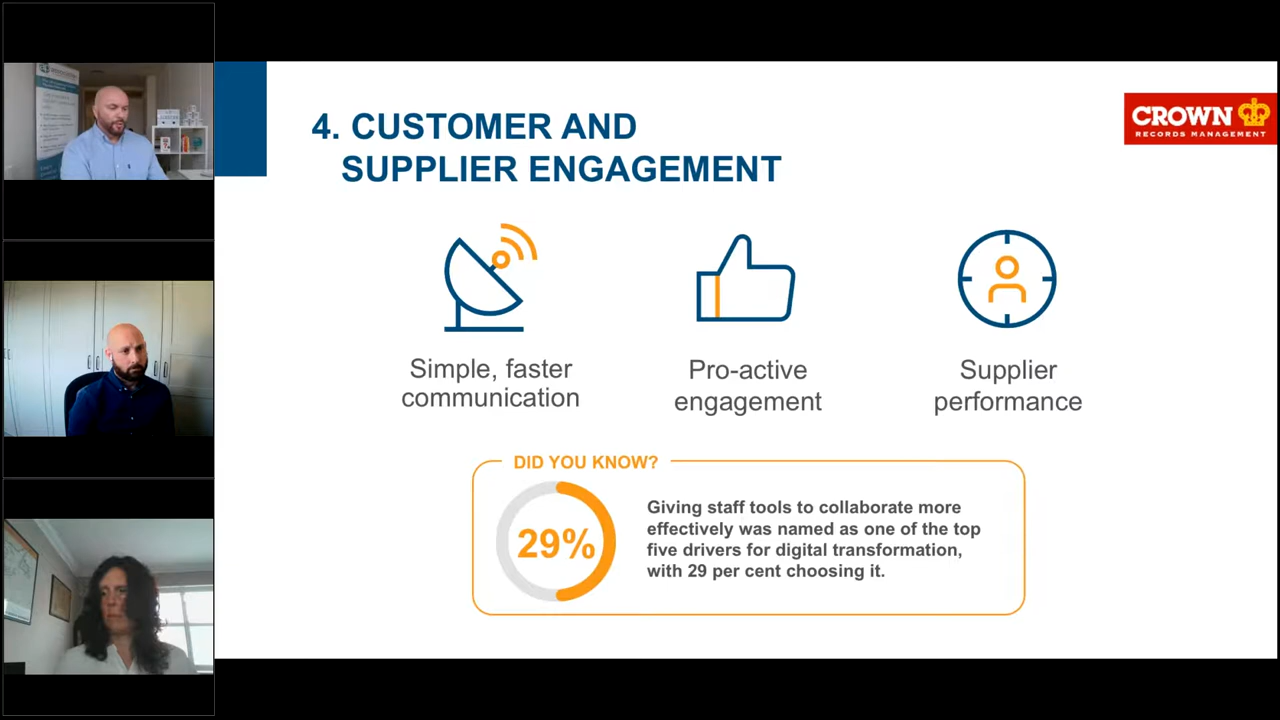 4. CUSTOMER AND
SUPPLIER ENGAGEMENT
CROWN
RECORDS MANAGEMENT
Simple, faster
communication
Pro-active
engagement
Supplier
performance
DID YOU KNOW?
29%
Giving staff tools to collaborate more
effectively was named as one of the top
five drivers for digital transformation,
with 29 per cent choosing it.